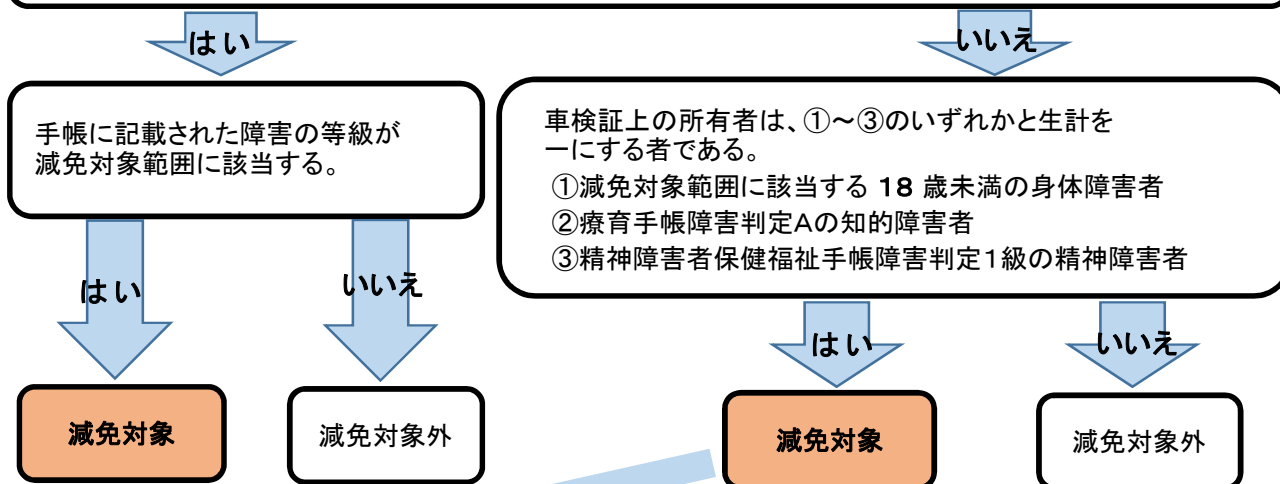 はい
いいえ
手帳に記載された障害の等級が
減免対象範囲に該当する。
車検証上の所有者は、①～③のいずれかと生計を
一にする者である。
①減免対象範囲に該当する 18 歳未満の身体障害者
②療育手帳障害判定Aの知的障害者
③精神障害者保健福祉手帳障害判定１級の精神障害者
はい
いいえ
はい
いいえ
減免対象
減免対象外
減免対象
減免対象外